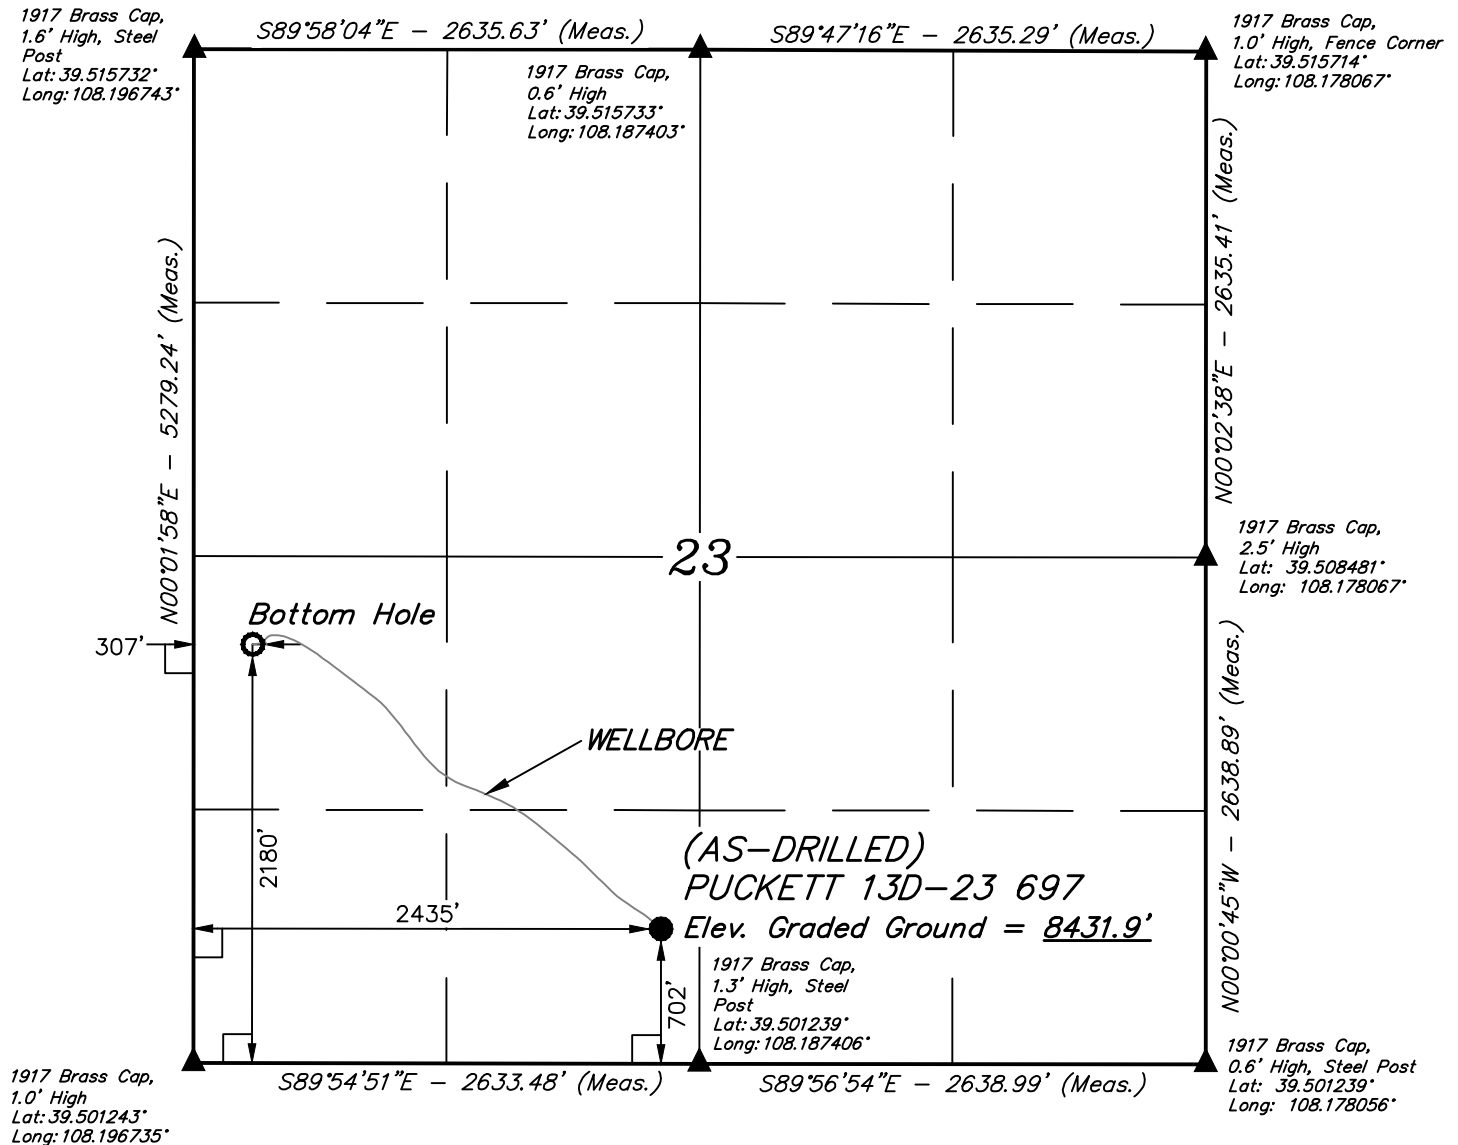 1917 Brass Cap,
1.6' High, Steel
Post
Lat: 39.515732°
Long: 108.196743°
S89°58'04"E - 2635.63' (Meas.)
1917 Brass Cap,
0.6' High
Lat: 39.515733°
Long: 108.187403°
S89°47'16"E - 2635.29' (Meas.)
1917 Brass Cap,
1.0' High, Fence Corner
Lat: 39.515714°
Long: 108.178067°
N00°01'58"E - 5279.24' (Meas.)
N00°02'38"E - 2635.41' (Meas.)
23
1917 Brass Cap,
2.5' High
Lat: 39.508481°
Long: 108.178067°
Bottom Hole
307'
WELLBORE
2180'
N00°00'45"W - 2638.89' (Meas.)
(AS-DRILLED)
PUCKETT 13D-23 697
Elev. Graded Ground = 8431.9'
2435'
702'
1917 Brass Cap,
1.3' High, Steel
Post
Lat: 39.501239°
Long: 108.187406°
1917 Brass Cap,
1.0' High
Lat: 39.501243°
Long: 108.196735°
S89°54'51"E - 2633.48' (Meas.)
S89°56'54"E - 2638.99' (Meas.)
1917 Brass Cap,
0.6' High, Steel Post
Lat: 39.501239°
Long: 108.178056°